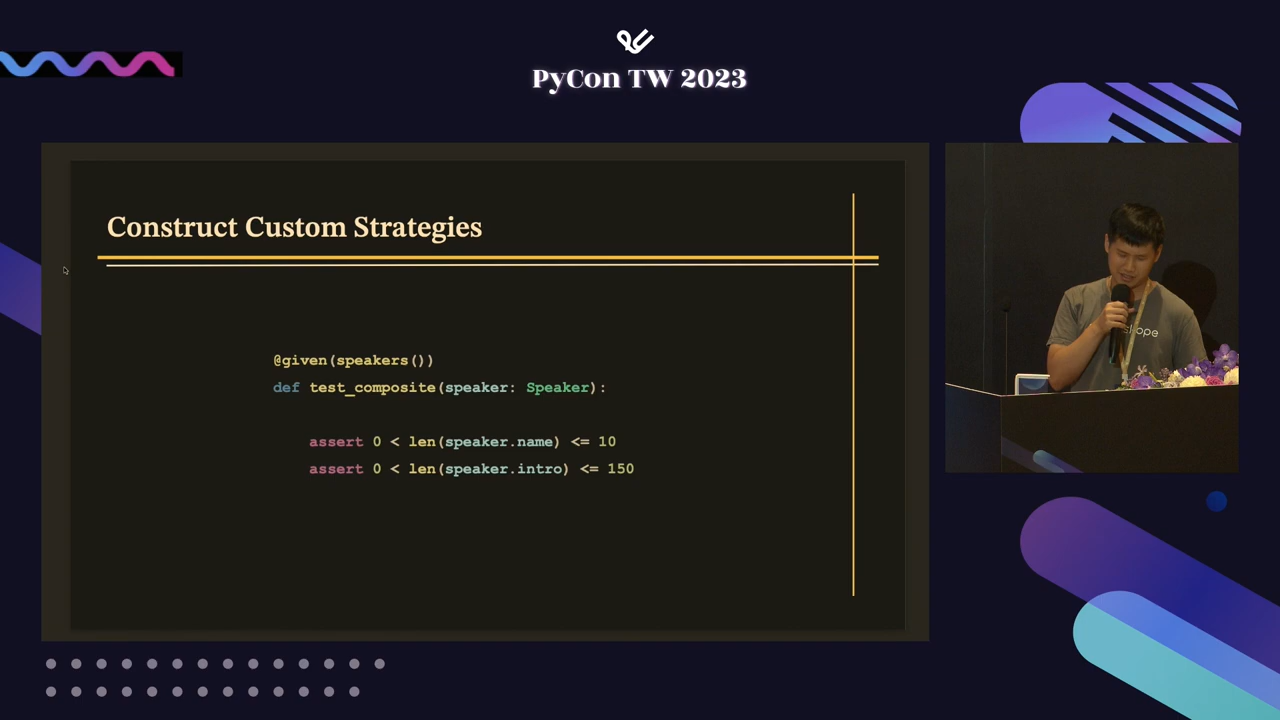 PyCon TW 2023
Construct Custom Strategies
@given(speakers())
def test_composite(speaker: Speaker):
assert 0 < len(speaker.name) <= 10
assert 0 < len(speaker.intro) <= 150